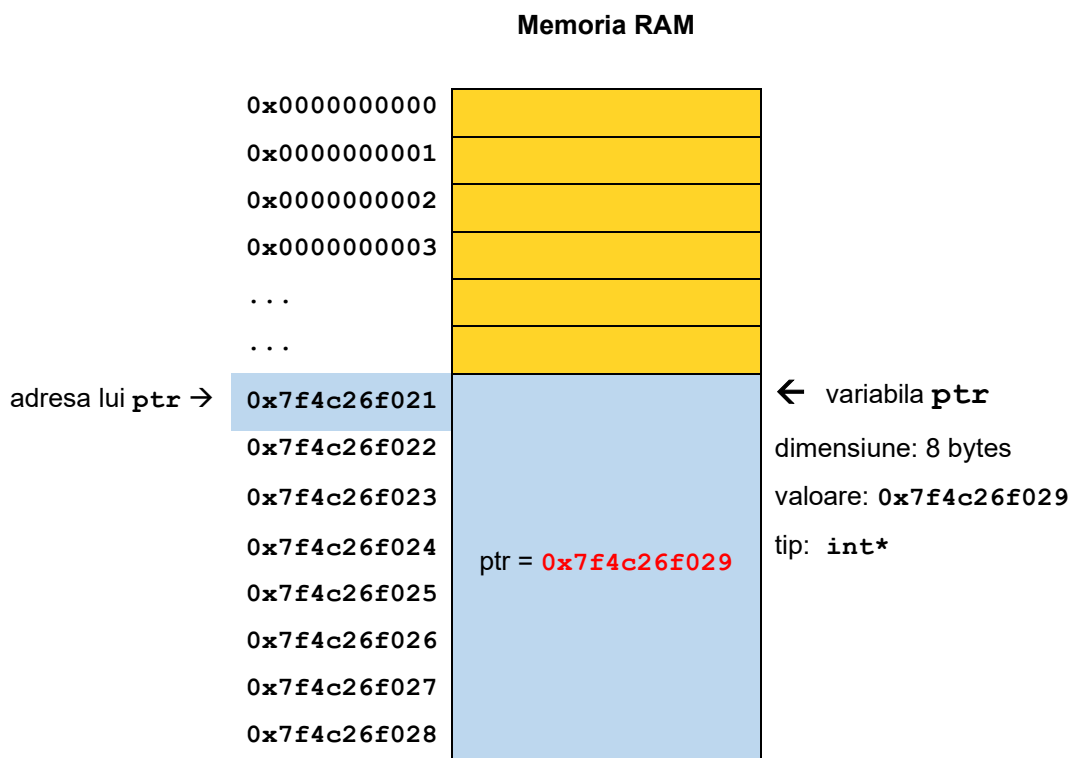 Memoria RAM
0x0000000000
0x0000000001
0x0000000002
0x0000000003
...
...
adresa lui ptr → 0x7f4c26f021 ← variabila ptr
0x7f4c26f022 dimensiune: 8 bytes
0x7f4c26f023 valoare: 0x7f4c26f029
0x7f4c26f024 tip: int*
ptr = 0x7f4c26f029
0x7f4c26f025
0x7f4c26f026
0x7f4c26f027
0x7f4c26f028